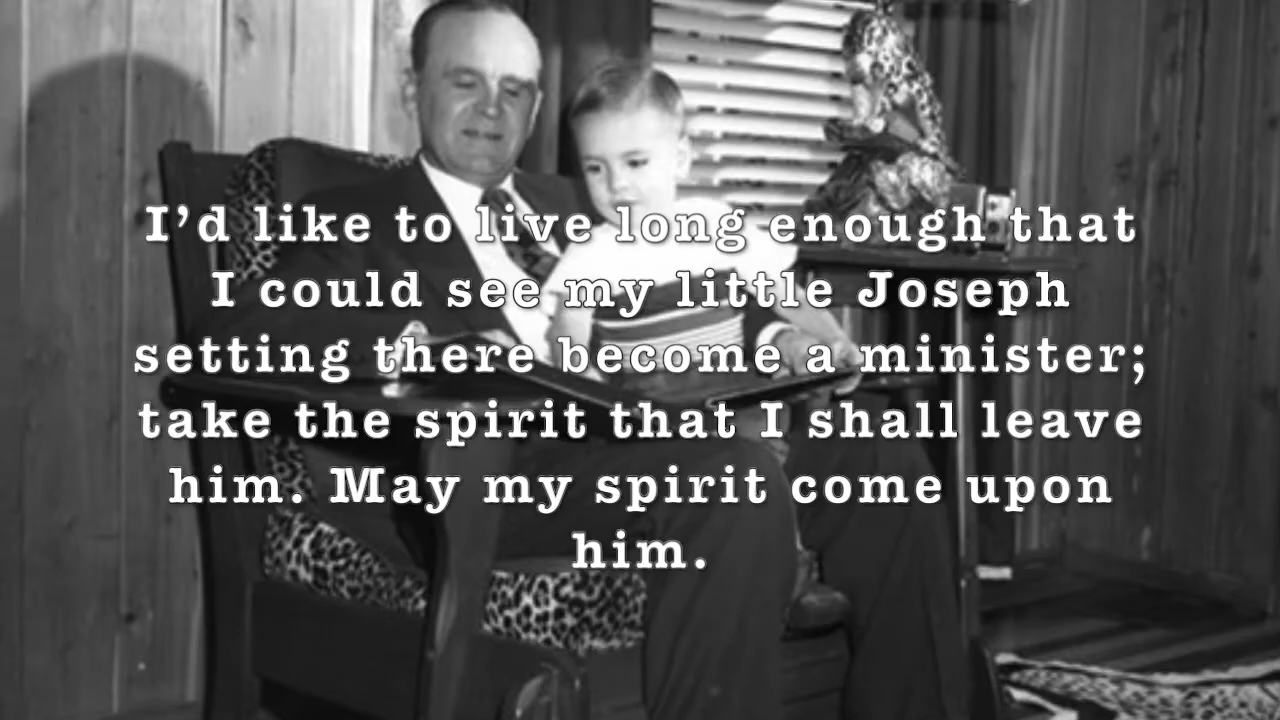 I’d like to live long enough that
I could see my little Joseph
setting there become a minister;
take the spirit that I shall leave
him. May my spirit come upon
him.